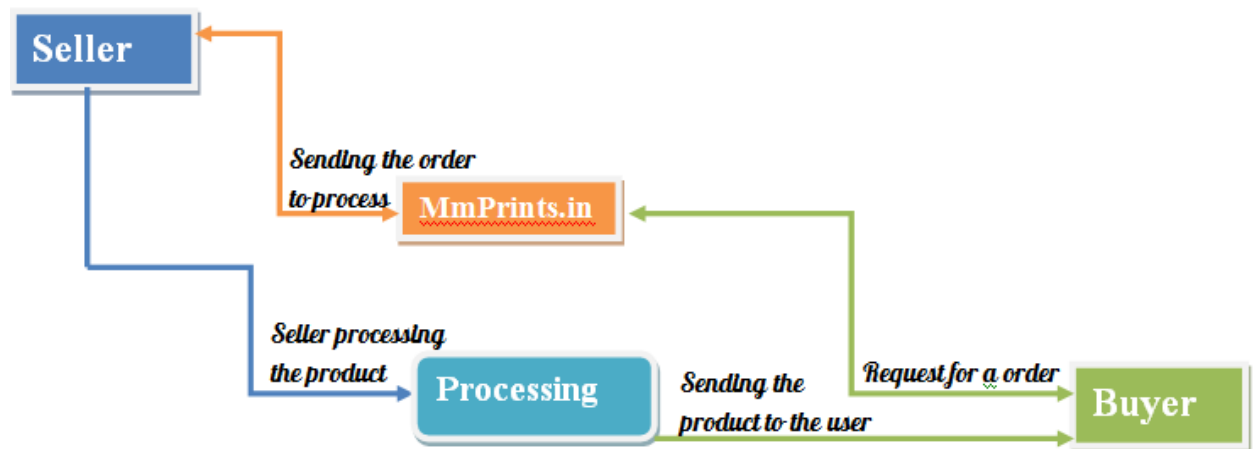 Seller
Sending the order
to process
MmPrints.in
Seller processing
the product
Processing
Sending the
product to the user
Request for a order
Buyer